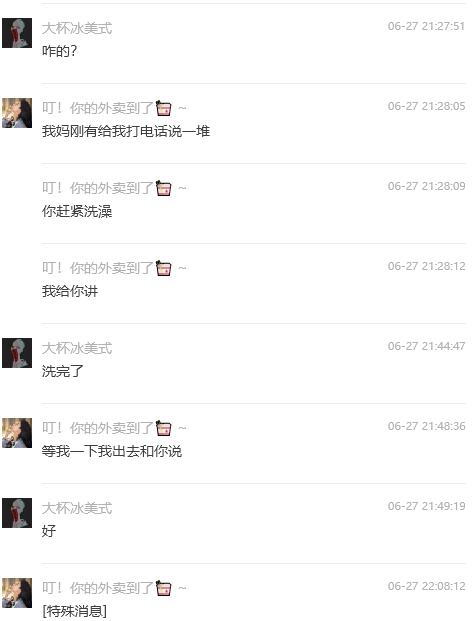 大杯冰美式 06-27 21:27:51
咋的?
叮！你的外卖到了 ~ 06-27 21:28:05
我妈刚有给我打电话说一堆
叮！你的外卖到了 ~ 06-27 21:28:09
你赶紧洗澡
叮！你的外卖到了 ~ 06-27 21:28:12
我给你讲
大杯冰美式 06-27 21:44:47
洗完了
叮！你的外卖到了 ~ 06-27 21:48:36
等我一下我出去和你说
大杯冰美式 06-27 21:49:19
好
叮！你的外卖到了 ~ 06-27 22:08:12
[特殊消息]